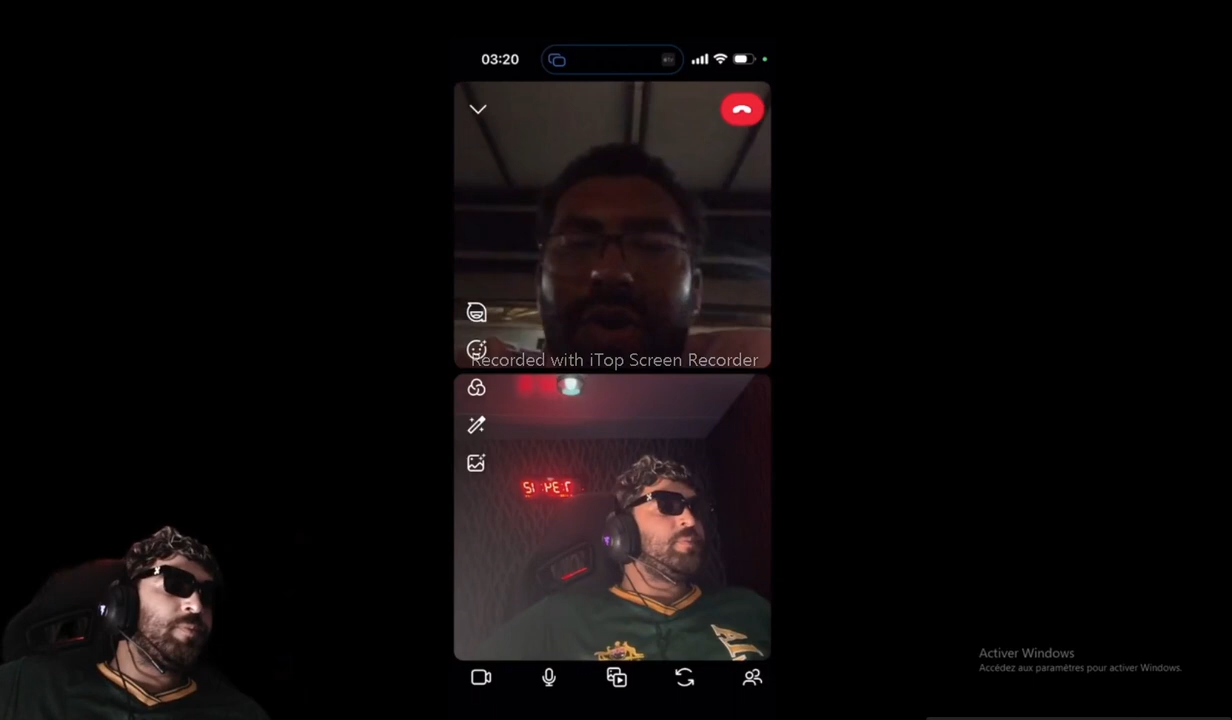 03:20
Recorded with iTop Screen Recorder
Activer Windows
Accédez aux paramètres pour activer Windows.